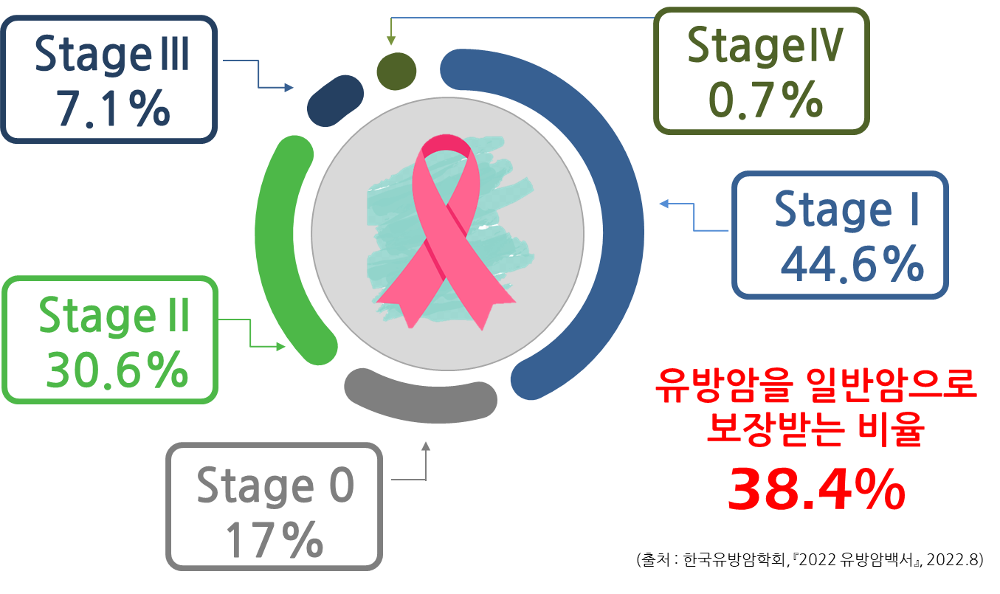 Stage Ⅲ
7.1%
Stage Ⅳ
0.7%
Stage Ⅰ
44.6%
Stage Ⅱ
30.6%
Stage 0
17%
유방암을 일반암으로
보장받는 비율
38.4%
(출처 : 한국유방암학회,『2022 유방암백서』, 2022.8)